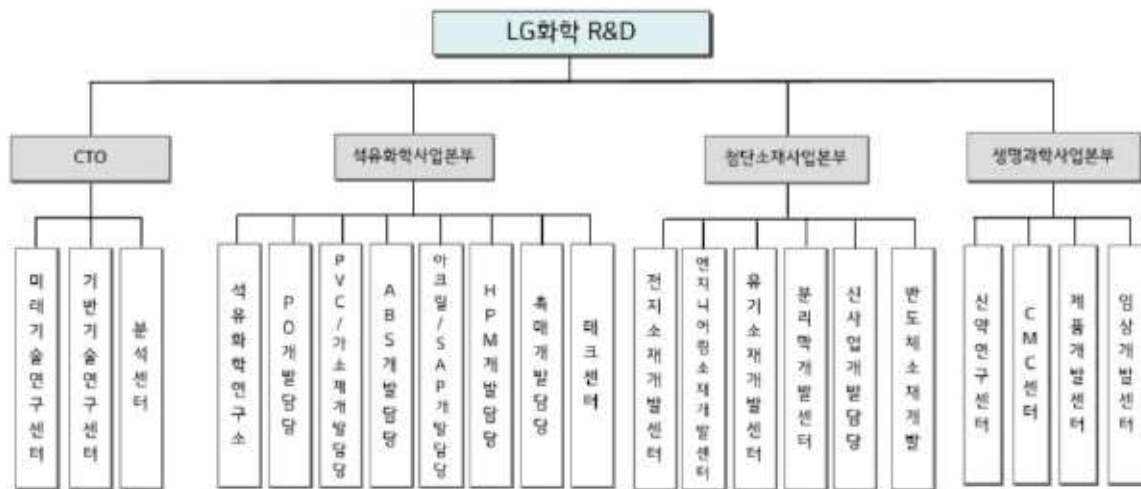 LG화학 R&D
CTO
석유화학사업본부
첨단소재사업본부
생명과학사업본부
미래기술연구센터
기반기술연구센터
분석센터
석유화학연구소
PO개발담당
PVC/가소제개발담당
ABS개발담당
아크릴/SAP개발담당
HPM개발담당
촉매개발담당
테크센터
전지소재개발센터
엔지니어링소재개발센터
유기소재개발센터
분리막개발센터
신사업개발담당
반도체소재개발
신약연구센터
CMC센터
제품개발센터
임상개발센터